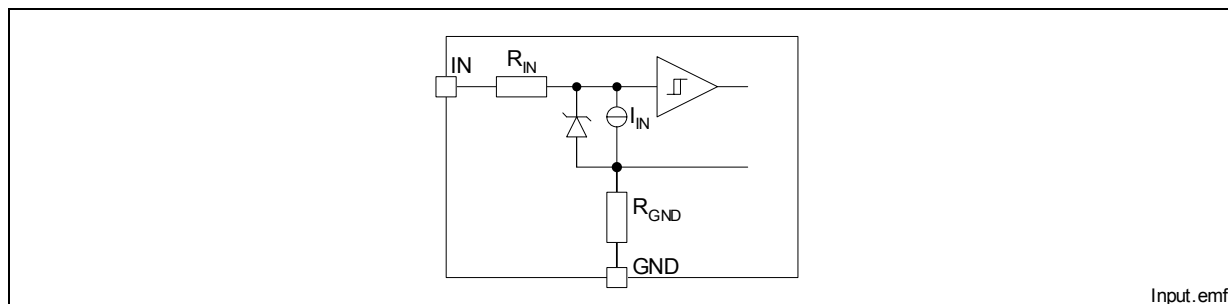 IN
R_IN
I_IN
R_GND
GND
Input.emf